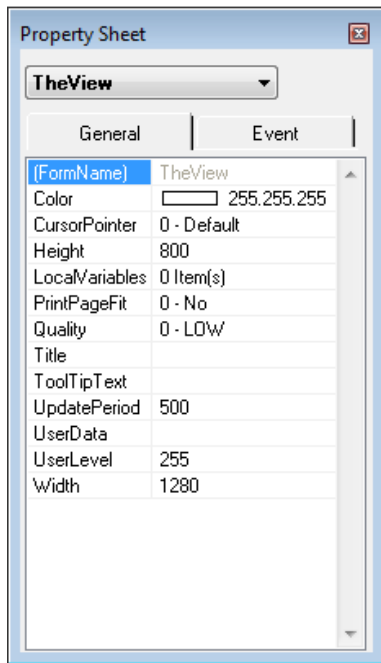 Property Sheet
TheView
General Event
(FormName) TheView
Color 255.255.255
CursorPointer 0 - Default
Height 800
LocalVariables 0 Item(s)
PrintPageFit 0 - No
Quality 0 - LOW
Title
ToolTipText
UpdatePeriod 500
UserData
UserLevel 255
Width 1280